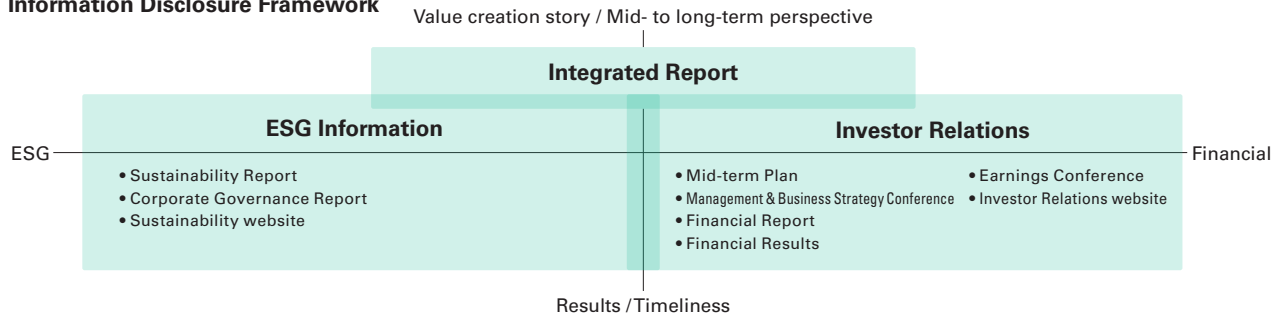 Information Disclosure Framework
Value creation story / Mid- to long-term perspective
Integrated Report
ESG Information
Investor Relations
ESG
Financial
• Sustainability Report
• Corporate Governance Report
• Sustainability website
• Mid-term Plan
• Management & Business Strategy Conference
• Financial Report
• Financial Results
• Earnings Conference
• Investor Relations website
Results / Timeliness